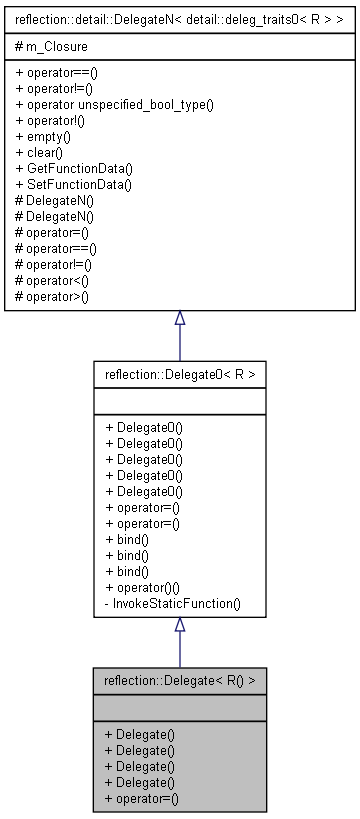 reflection::detail::DelegateN< detail::deleg_traits0< R > >
# m_Closure
+ operator==()
+ operator!=()
+ operator unspecified_bool_type()
+ operator!()
+ empty()
+ clear()
+ GetFunctionData()
+ SetFunctionData()
# DelegateN()
# DelegateN()
# operator=()
# operator==()
# operator!=()
# operator<()
# operator>()
reflection::Delegate0< R >
+ Delegate0()
+ Delegate0()
+ Delegate0()
+ Delegate0()
+ Delegate0()
+ operator=()
+ operator=()
+ bind()
+ bind()
+ bind()
+ operator()()
- InvokeStaticFunction()
reflection::Delegate< R() >
+ Delegate()
+ Delegate()
+ Delegate()
+ Delegate()
+ operator=()